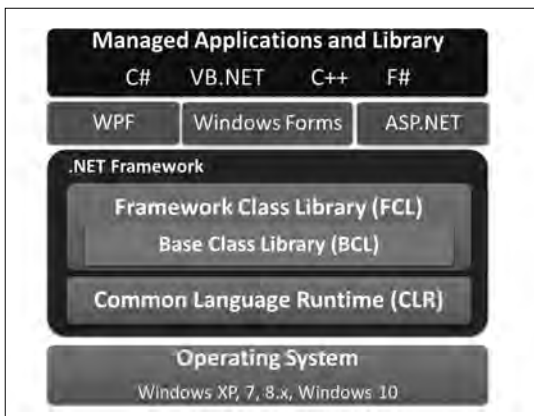 Managed Applications and Library
C# VB.NET C++ F#
WPF Windows Forms ASP.NET
.NET Framework
Framework Class Library (FCL)
Base Class Library (BCL)
Common Language Runtime (CLR)
Operating System
Windows XP, 7, 8.x, Windows 10